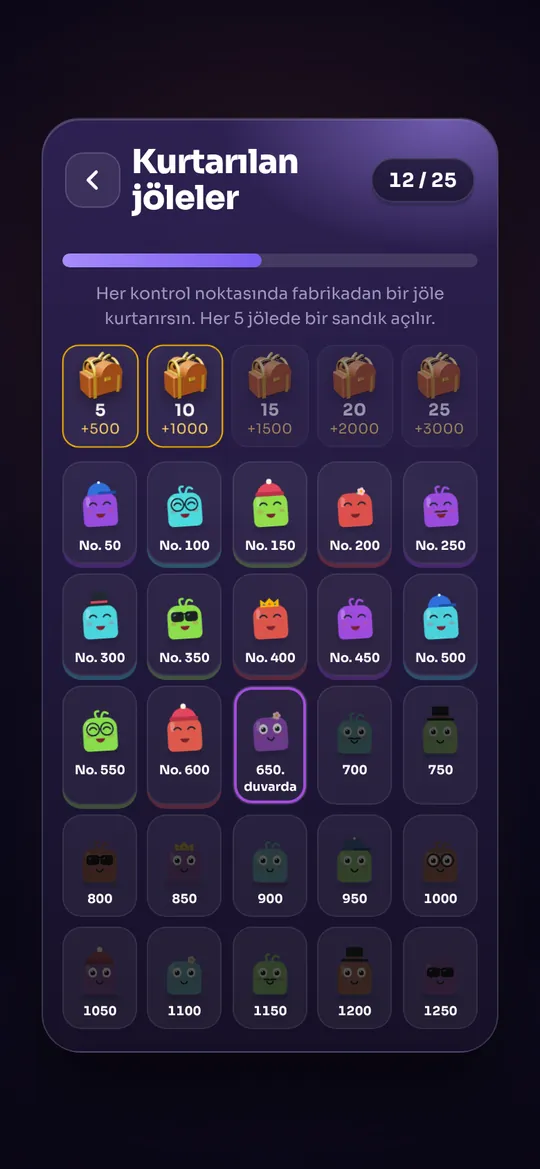 Kurtarılan
jöleler
12 / 25
Her kontrol noktasında fabrikadan bir jöle
kurtarırsın. Her 5 jölede bir sandık açılır.
5
+500
10
+1000
15
+1500
20
+2000
25
+3000
No. 50
No. 100
No. 150
No. 200
No. 250
No. 300
No. 350
No. 400
No. 450
No. 500
No. 550
No. 600
650.
duvarda
700
750
800
850
900
950
1000
1050
1100
1150
1200
1250